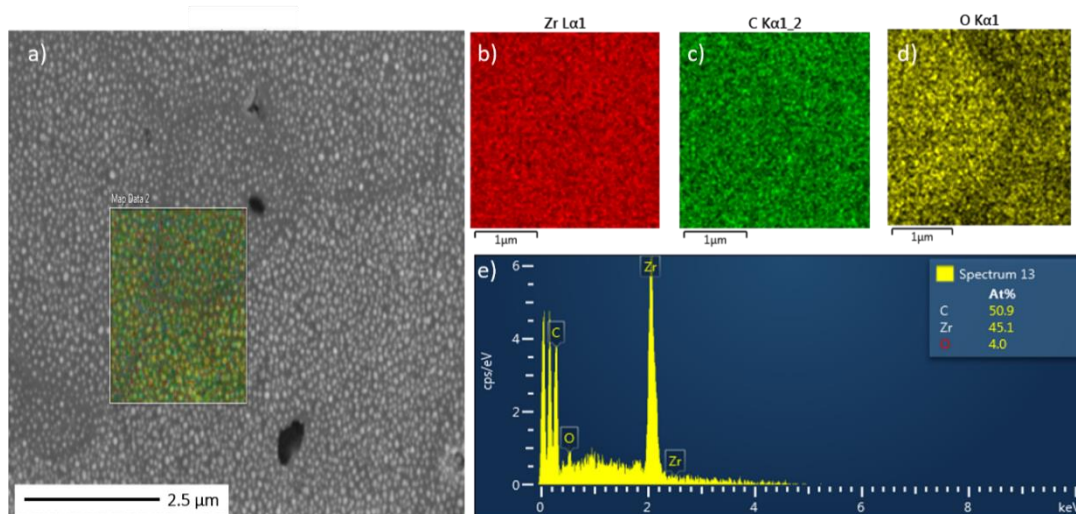 a)
Map Data 2
2.5 µm
Zr Lα1
b)
1µm
C Kα1_2
c)
1µm
O Kα1
d)
1µm
e)
Spectrum 13
At%
C 50.9
Zr 45.1
O 4.0
cps/eV
6
4
2
0
C
O
Zr
Zr
0 2 4 6 8 keV